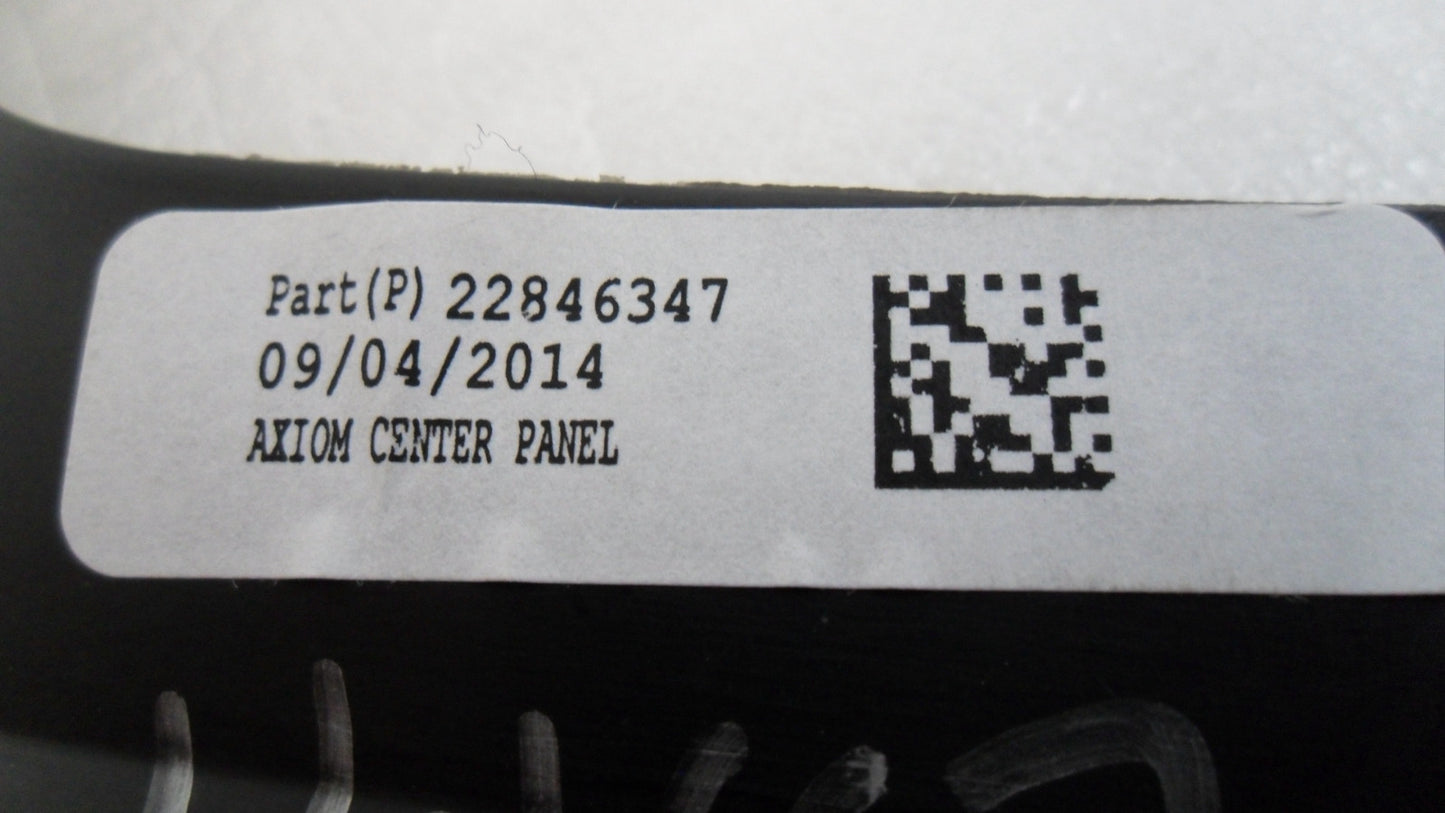 Part(P) 22846347
09/04/2014
AXIOM CENTER PANEL